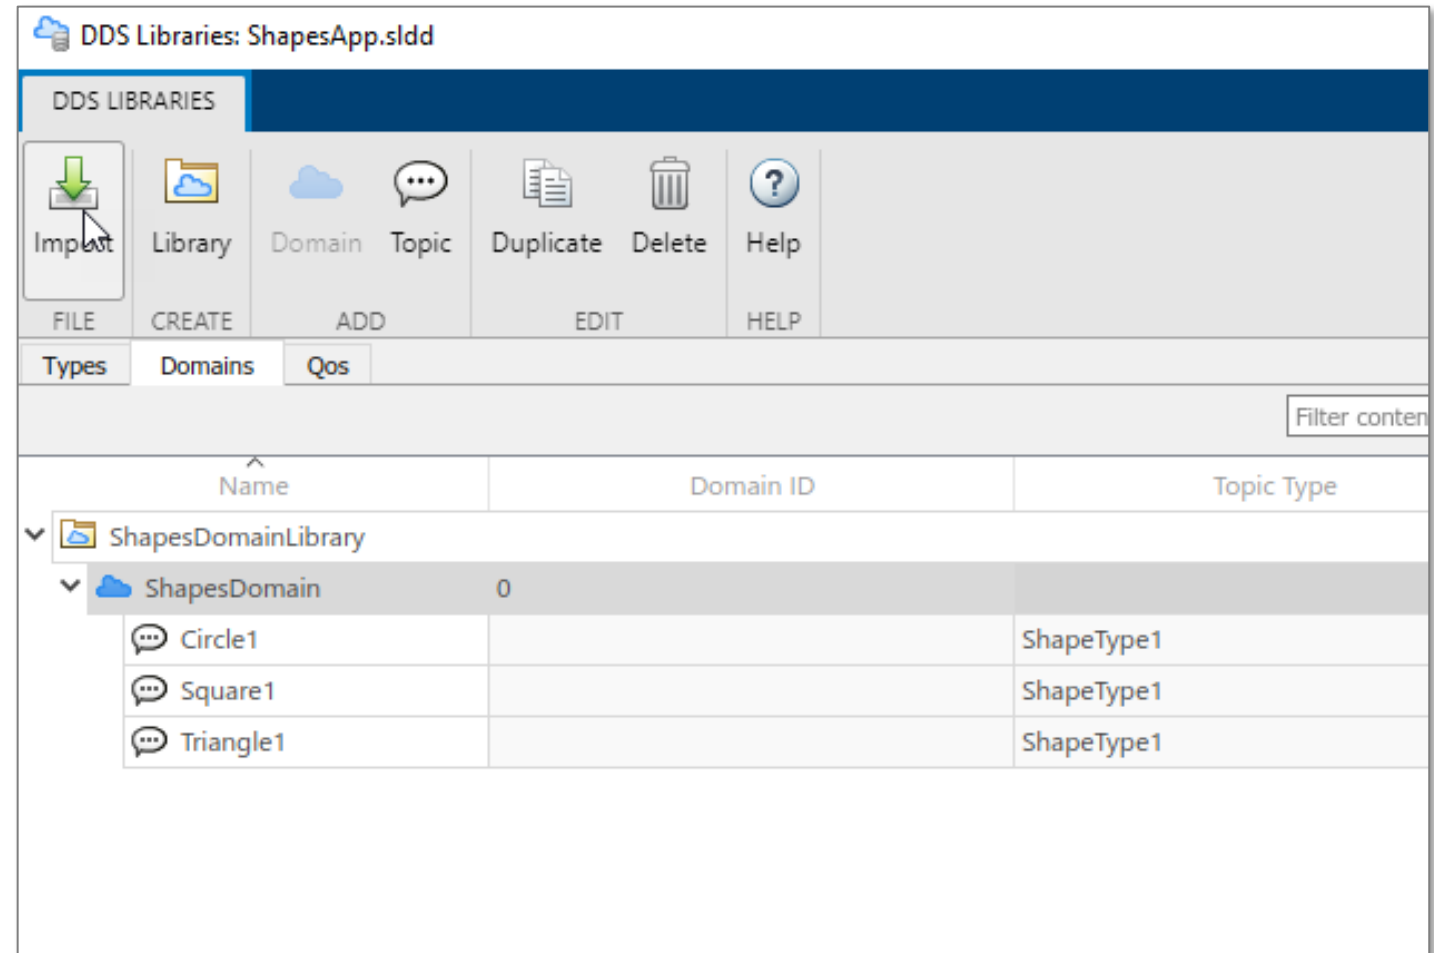 DDS Libraries: ShapesApp.sldd
DDS LIBRARIES
Import Library Domain Topic Duplicate Delete Help
FILE CREATE ADD EDIT HELP
Types Domains Qos
Filter conten
Name Domain ID Topic Type
ShapesDomainLibrary
ShapesDomain 0
Circle1 ShapeType1
Square1 ShapeType1
Triangle1 ShapeType1